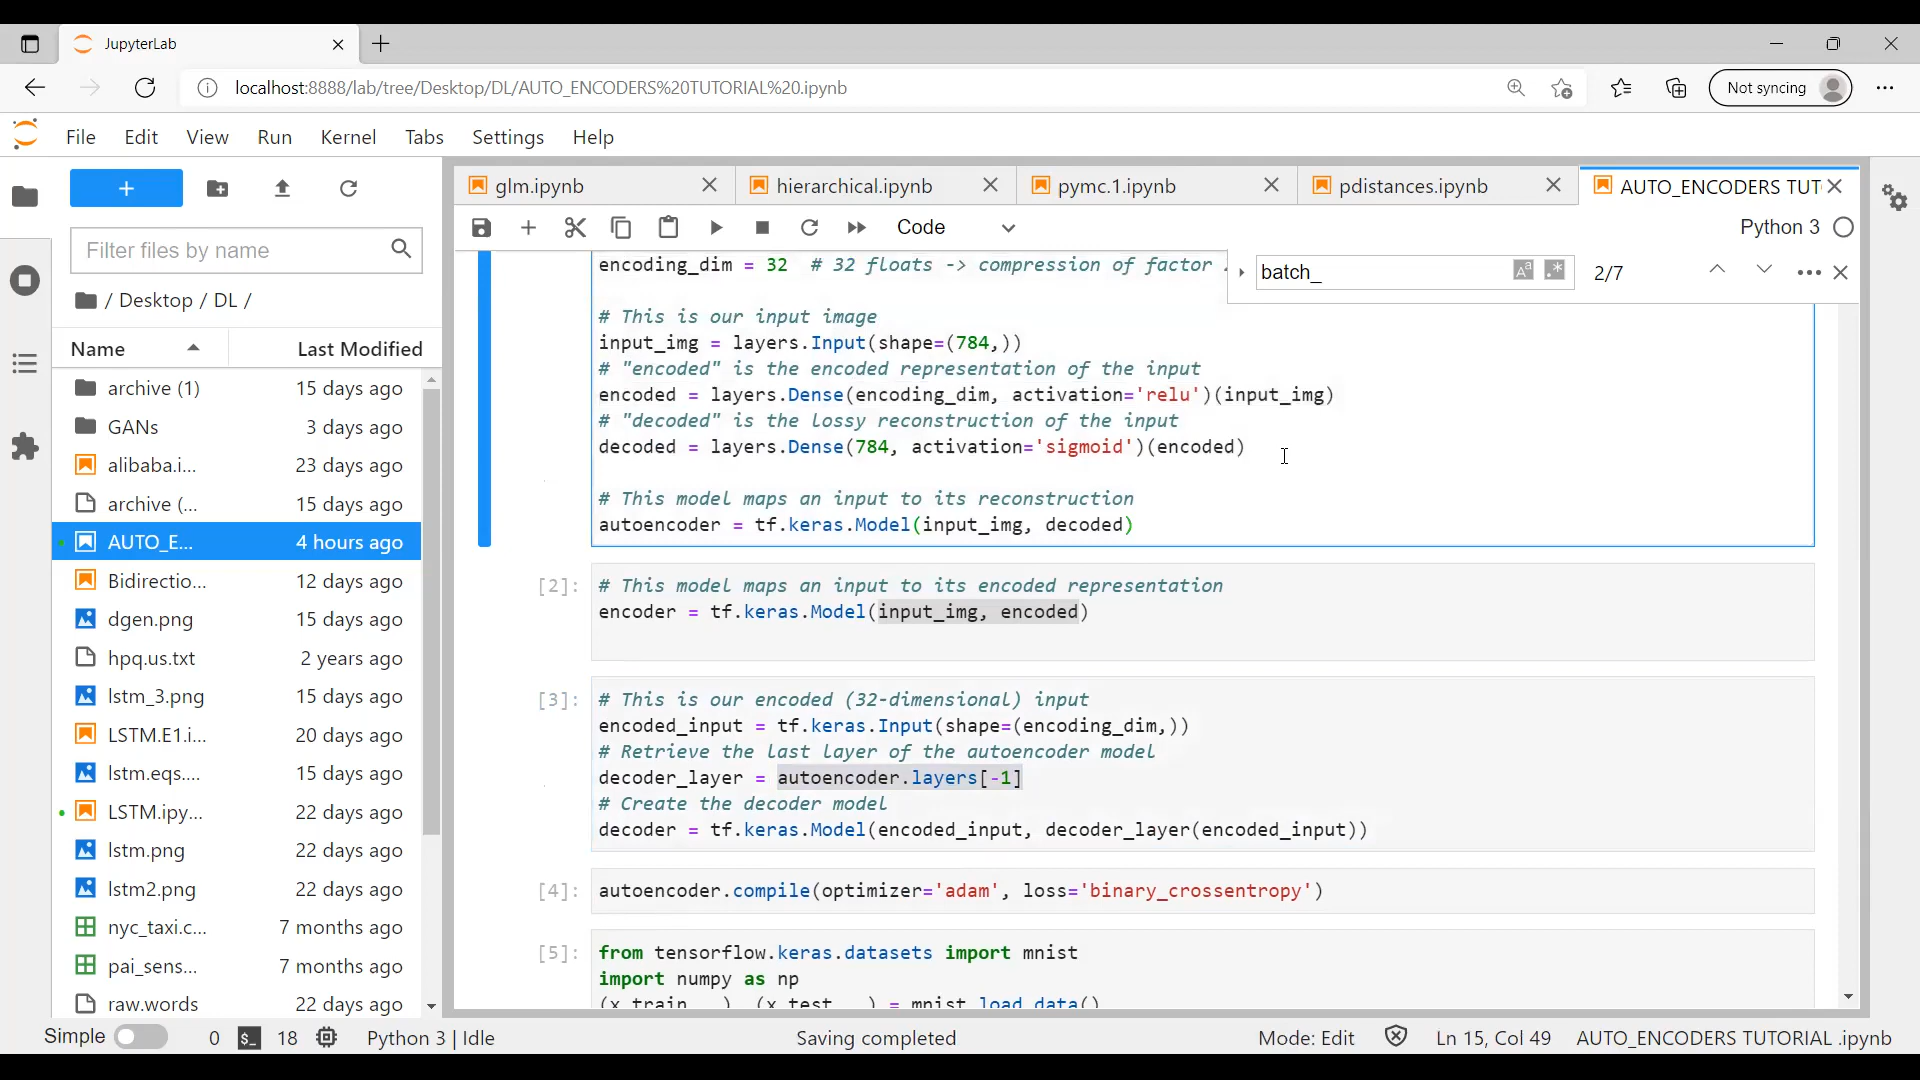 JupyterLab
localhost:8888/lab/tree/Desktop/DL/AUTO_ENCODERS%20TUTORIAL%20.ipynb
Not syncing
File Edit View Run Kernel Tabs Settings Help
glm.ipynb hierarchical.ipynb pymc.1.ipynb pdistances.ipynb AUTO_ENCODERS TUT
Code
Python 3
Filter files by name
/ Desktop / DL /
Name Last Modified
archive (1) 15 days ago
GANs 3 days ago
alibaba.i... 23 days ago
archive (... 15 days ago
AUTO_E... 4 hours ago
Bidirectio... 12 days ago
dgen.png 15 days ago
hpq.us.txt 2 years ago
lstm_3.png 15 days ago
LSTM.E1.i... 20 days ago
lstm.eqs.... 15 days ago
LSTM.ipy... 22 days ago
lstm.png 22 days ago
lstm2.png 22 days ago
nyc_taxi.c... 7 months ago
pai_sens... 7 months ago
raw.words 22 days ago
batch_ Aa .* 2/7
encoding_dim = 32  # 32 floats -> compression of factor
# This is our input image
input_img = layers.Input(shape=(784,))
# "encoded" is the encoded representation of the input
encoded = layers.Dense(encoding_dim, activation='relu')(input_img)
# "decoded" is the lossy reconstruction of the input
decoded = layers.Dense(784, activation='sigmoid')(encoded)
# This model maps an input to its reconstruction
autoencoder = tf.keras.Model(input_img, decoded)
[2]: # This model maps an input to its encoded representation
encoder = tf.keras.Model(input_img, encoded)
[3]: # This is our encoded (32-dimensional) input
encoded_input = tf.keras.Input(shape=(encoding_dim,))
# Retrieve the last layer of the autoencoder model
decoder_layer = autoencoder.layers[-1]
# Create the decoder model
decoder = tf.keras.Model(encoded_input, decoder_layer(encoded_input))
[4]: autoencoder.compile(optimizer='adam', loss='binary_crossentropy')
[5]: from tensorflow.keras.datasets import mnist
import numpy as np
(x_train, _), (x_test, _) = mnist.load_data()
Simple 0 $_ 18 Python 3 | Idle Saving completed Mode: Edit Ln 15, Col 49 AUTO_ENCODERS TUTORIAL .ipynb